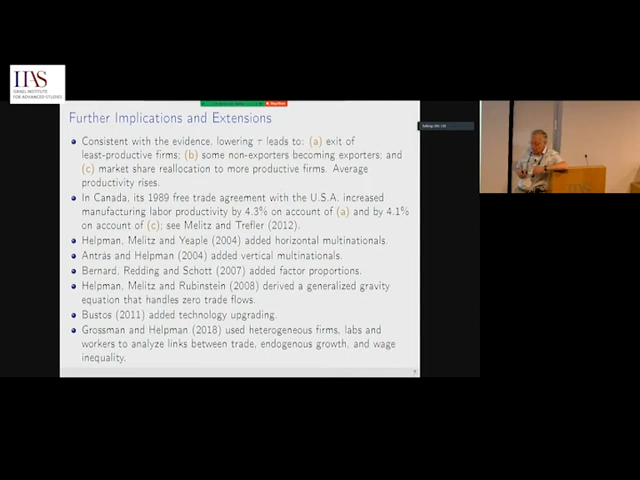 IIAS
ISRAEL INSTITUTE
FOR ADVANCED STUDIES
Further Implications and Extensions
Consistent with the evidence, lowering τ leads to: (a) exit of
least-productive firms; (b) some non-exporters becoming exporters; and
(c) market share reallocation to more productive firms. Average
productivity rises.
In Canada, its 1989 free trade agreement with the U.S.A. increased
manufacturing labor productivity by 4.3% on account of (a) and by 4.1%
on account of (c); see Melitz and Trefler (2012).
Helpman, Melitz and Yeaple (2004) added horizontal multinationals.
Antràs and Helpman (2004) added vertical multinationals.
Bernard, Redding and Schott (2007) added factor proportions.
Helpman, Melitz and Rubinstein (2008) derived a generalized gravity
equation that handles zero trade flows.
Bustos (2011) added technology upgrading.
Grossman and Helpman (2018) used heterogeneous firms, labs and
workers to analyze links between trade, endogenous growth, and wage
inequality.